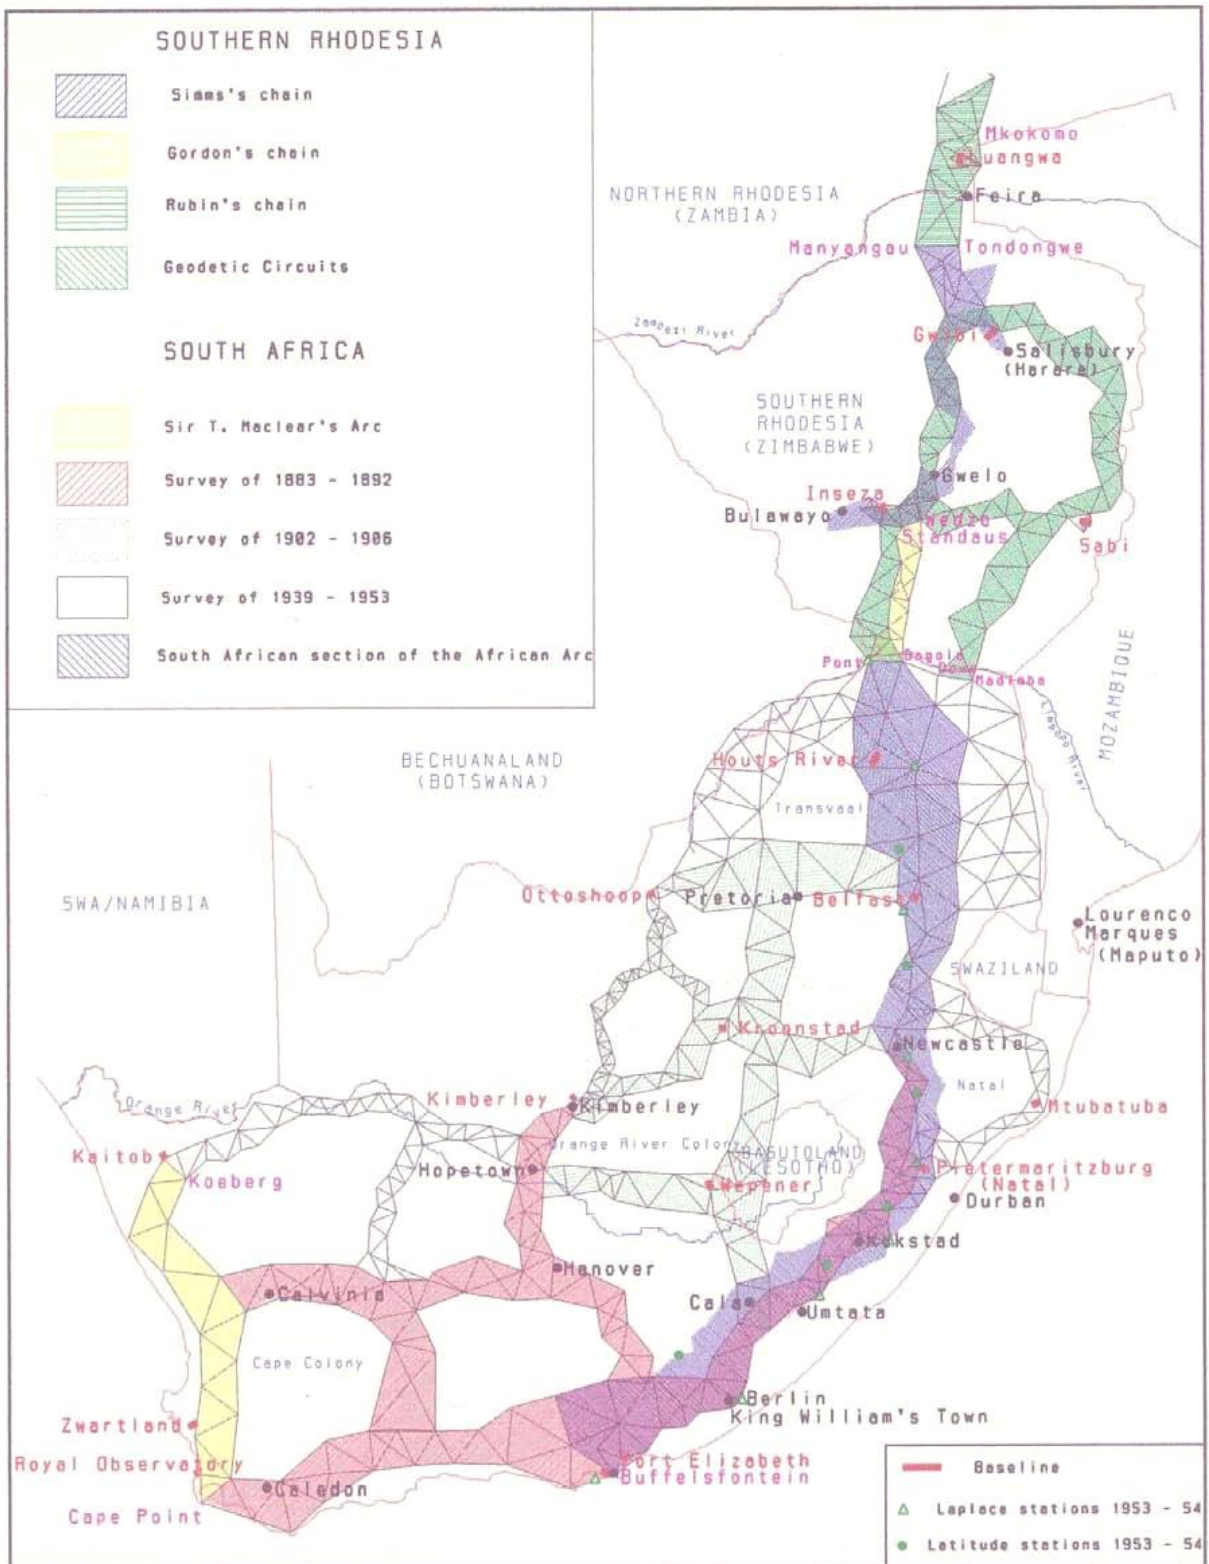 SOUTHERN RHODESIA
Simms's chain
Gordon's chain
Rubin's chain
Geodetic Circuits
SOUTH AFRICA
Sir T. Maclear's Arc
Survey of 1883 - 1892
Survey of 1902 - 1906
Survey of 1939 - 1953
South African section of the African Arc
Mkokomo
Luangwa
NORTHERN RHODESIA
(ZAMBIA)
Feira
Manyangau
Tondongwe
Zambezi River
Gwibi
Salisbury
(Harare)
SOUTHERN
RHODESIA
(ZIMBABWE)
Gwelo
Inseza
Bulawayo
Wedza
Standaus
Sabi
MOZAMBIQUE
Pont
Dogola
Madimba
Limpopo River
BECHUANALAND
(BOTSWANA)
Houts River
Transvaal
SWA/NAMIBIA
Ottoshoop
Pretoria
Belfast
Lourenco
Marques
(Maputo)
SWAZILAND
Kroonstad
Newcastle
Natal
Orange River
Kimberley
Kimberley
Mtubatuba
Orange River Colony
BASUTOLAND
(LESOTHO)
Kaitob
Koeberg
Hopetown
Wepener
Pietermaritzburg
(Natal)
Durban
Kokstad
Hanover
Calvinia
Cala
Umtata
Cape Colony
Berlin
King William's Town
Zwartland
Royal Observatory
Port Elizabeth
Buffelsfontein
Caledon
Cape Point
Baseline
Laplace stations 1953 - 54
Latitude stations 1953 - 54